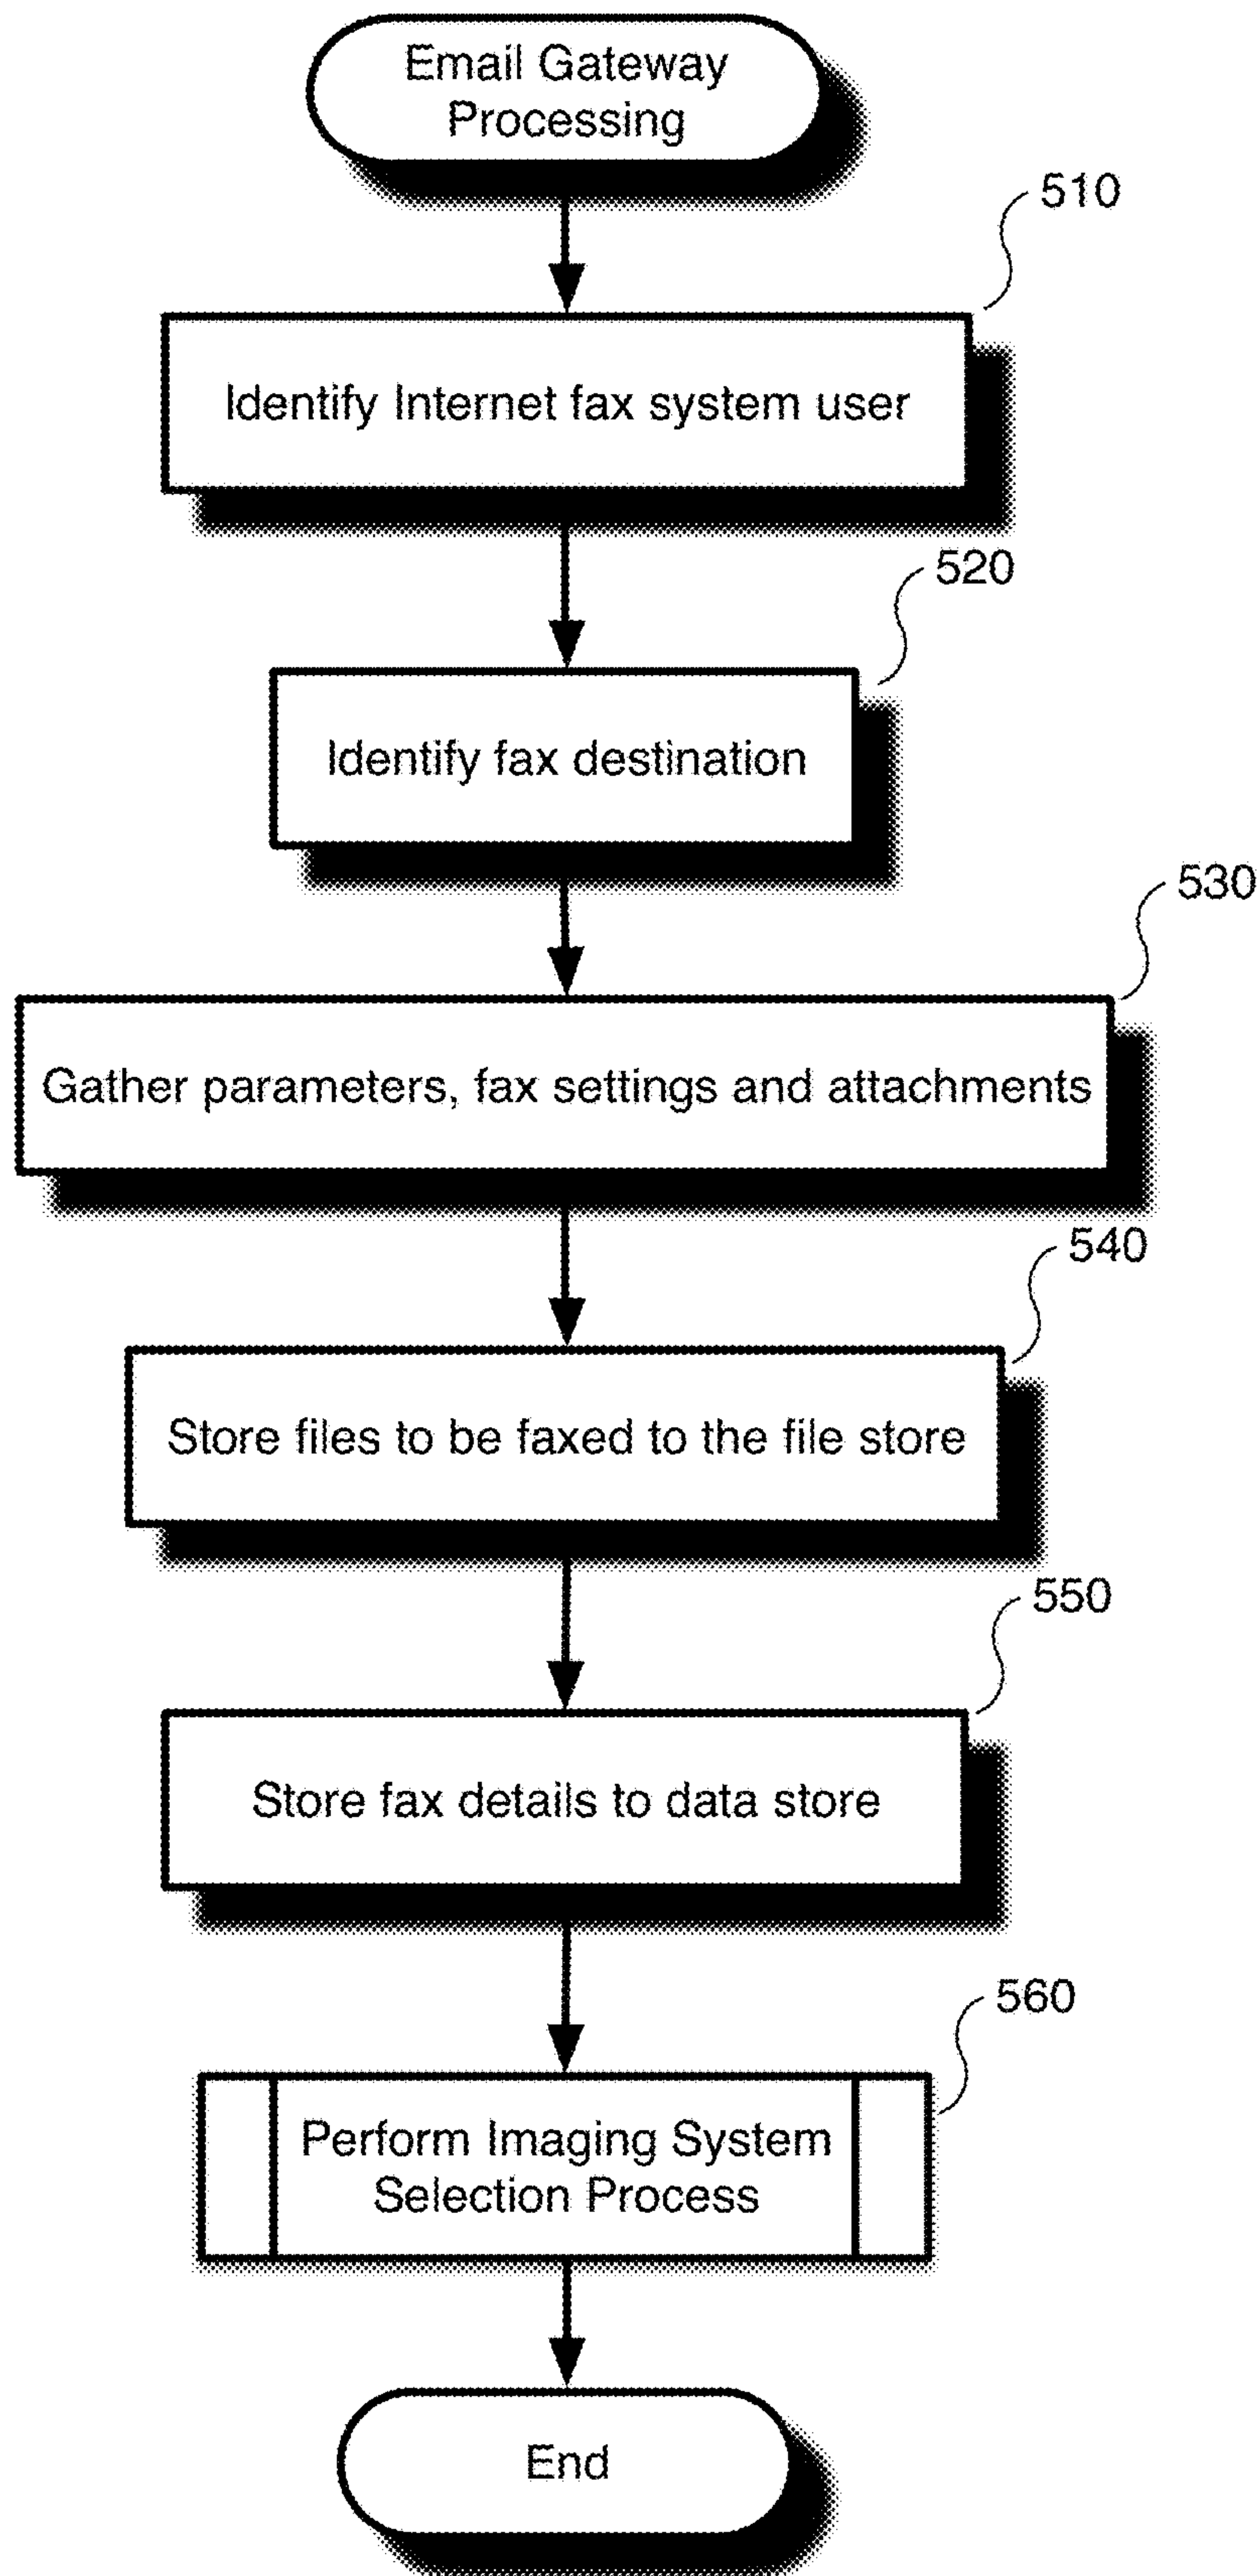 Email Gateway
Processing
510
Identify Internet fax system user
520
Identify fax destination
530
Gather parameters, fax settings and attachments
540
Store files to be faxed to the file store
550
Store fax details to data store
560
Perform Imaging System
Selection Process
End